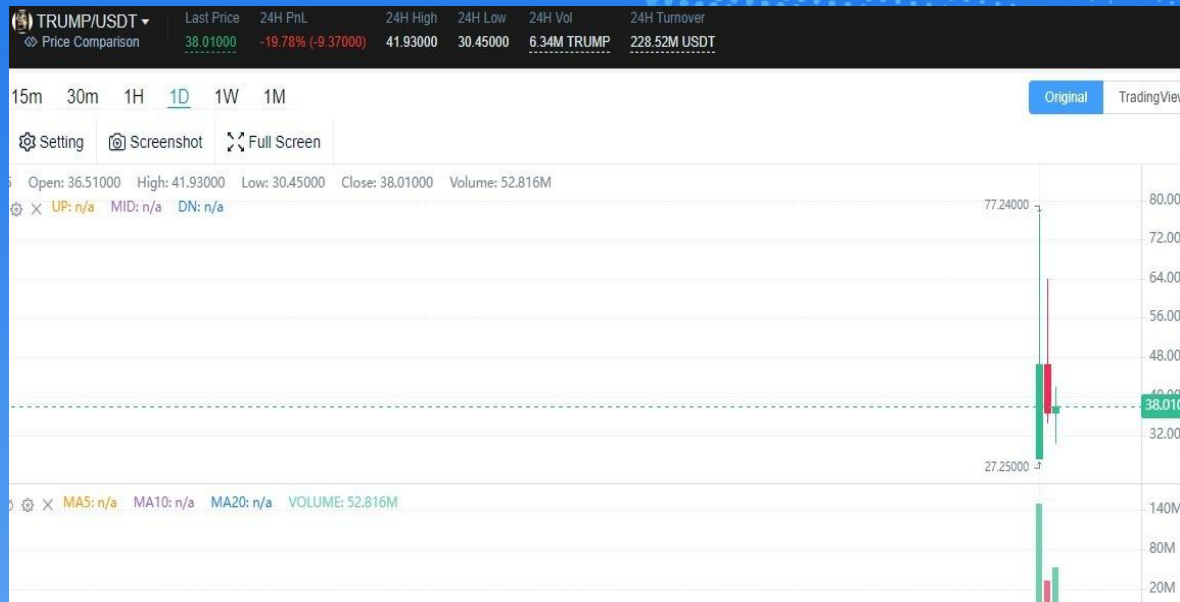 TRUMP/USDT Last Price 24H PnL 24H High 24H Low 24H Vol 24H Turnover
Price Comparison 38.01000 -19.78% (-9.37000) 41.93000 30.45000 6.34M TRUMP 228.52M USDT
15m 30m 1H 1D 1W 1M Original TradingView
Setting Screenshot Full Screen
Open: 36.51000 High: 41.93000 Low: 30.45000 Close: 38.01000 Volume: 52.816M
UP: n/a MID: n/a DN: n/a
77.24000
80.00
72.00
64.00
56.00
48.00
38.010
32.00
27.25000
MA5: n/a MA10: n/a MA20: n/a VOLUME: 52.816M
140M
80M
20M